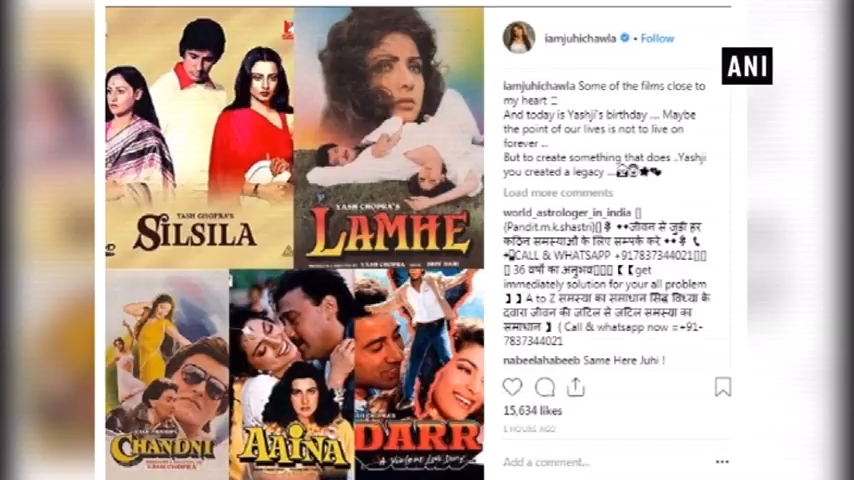 ANI
YASH CHOPRA'S
SILSILA
YASH CHOPRA'S
LAMHE
CHANDNI
YASH CHOPRA
AAINA
YASH CHOPRA'S
DARR
A Violent Love Story
iamjuhichawla • Follow
iamjuhichawla Some of the films close to
my heart
And today is Yashji's birthday .... Maybe
the point of our lives is not to live on
forever ...
But to create something that does ..Yashji
you created a legacy ....
Load more comments
world_astrologer_in_india
{Pandit.m.k.shastri} जीवन से जुडी हर
कठिन समस्याओं के लिए सम्पर्क करे
CALL & WHATSAPP +917837344021
36 वर्षो का अनुभव 【【get
immediately solution for your all problem
】】A to Z समस्या का समाधान सिद्ध विध्या के
दवारा जीवन की जटिल से जटिल समस्या का
समाधान 】 { Call & whatsapp now =+91-
7837344021
nabeelahabeeb Same Here Juhi !
15,634 likes
5 HOURS AGO
Add a comment...